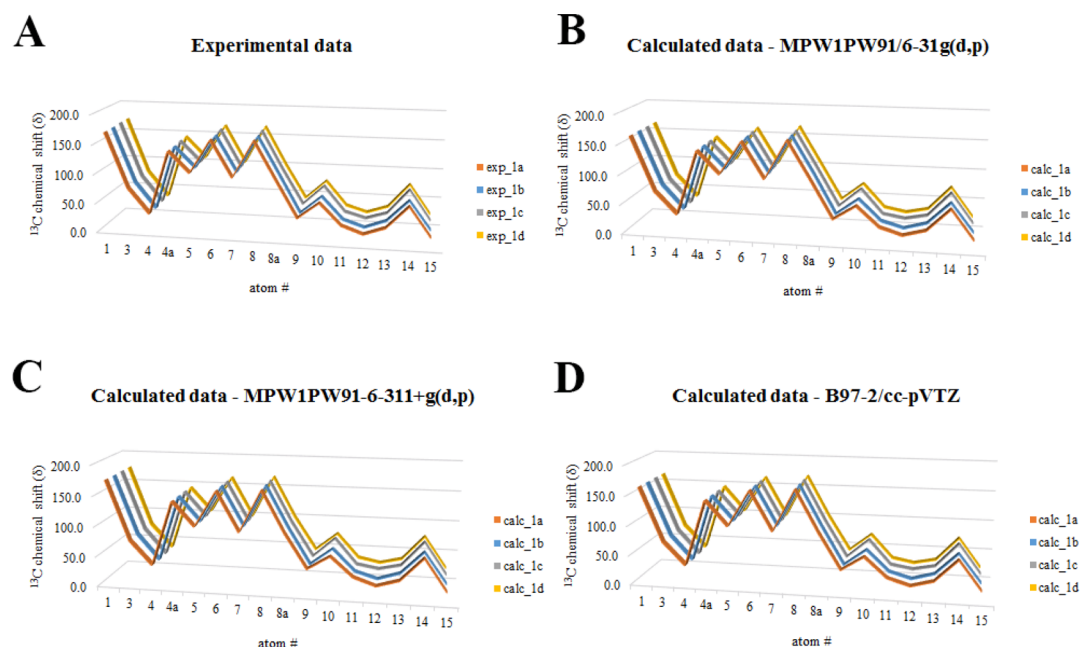 A
Experimental data
200.0
150.0
100.0
50.0
0.0
13C chemical shift (δ)
1 3 4 4a 5 6 7 8 8a 9 10 11 12 13 14 15
atom #
exp_1a
exp_1b
exp_1c
exp_1d
B
Calculated data - MPW1PW91/6-31g(d,p)
200.0
150.0
100.0
50.0
0.0
13C chemical shift (δ)
1 3 4 4a 5 6 7 8 8a 9 10 11 12 13 14 15
atom #
calc_1a
calc_1b
calc_1c
calc_1d
C
Calculated data - MPW1PW91-6-311+g(d,p)
200.0
150.0
100.0
50.0
0.0
13C chemical shift (δ)
1 3 4 4a 5 6 7 8 8a 9 10 11 12 13 14 15
atom #
calc_1a
calc_1b
calc_1c
calc_1d
D
Calculated data - B97-2/cc-pVTZ
200.0
150.0
100.0
50.0
0.0
13C chemical shift (δ)
1 3 4 4a 5 6 7 8 8a 9 10 11 12 13 14 15
atom #
calc_1a
calc_1b
calc_1c
calc_1d